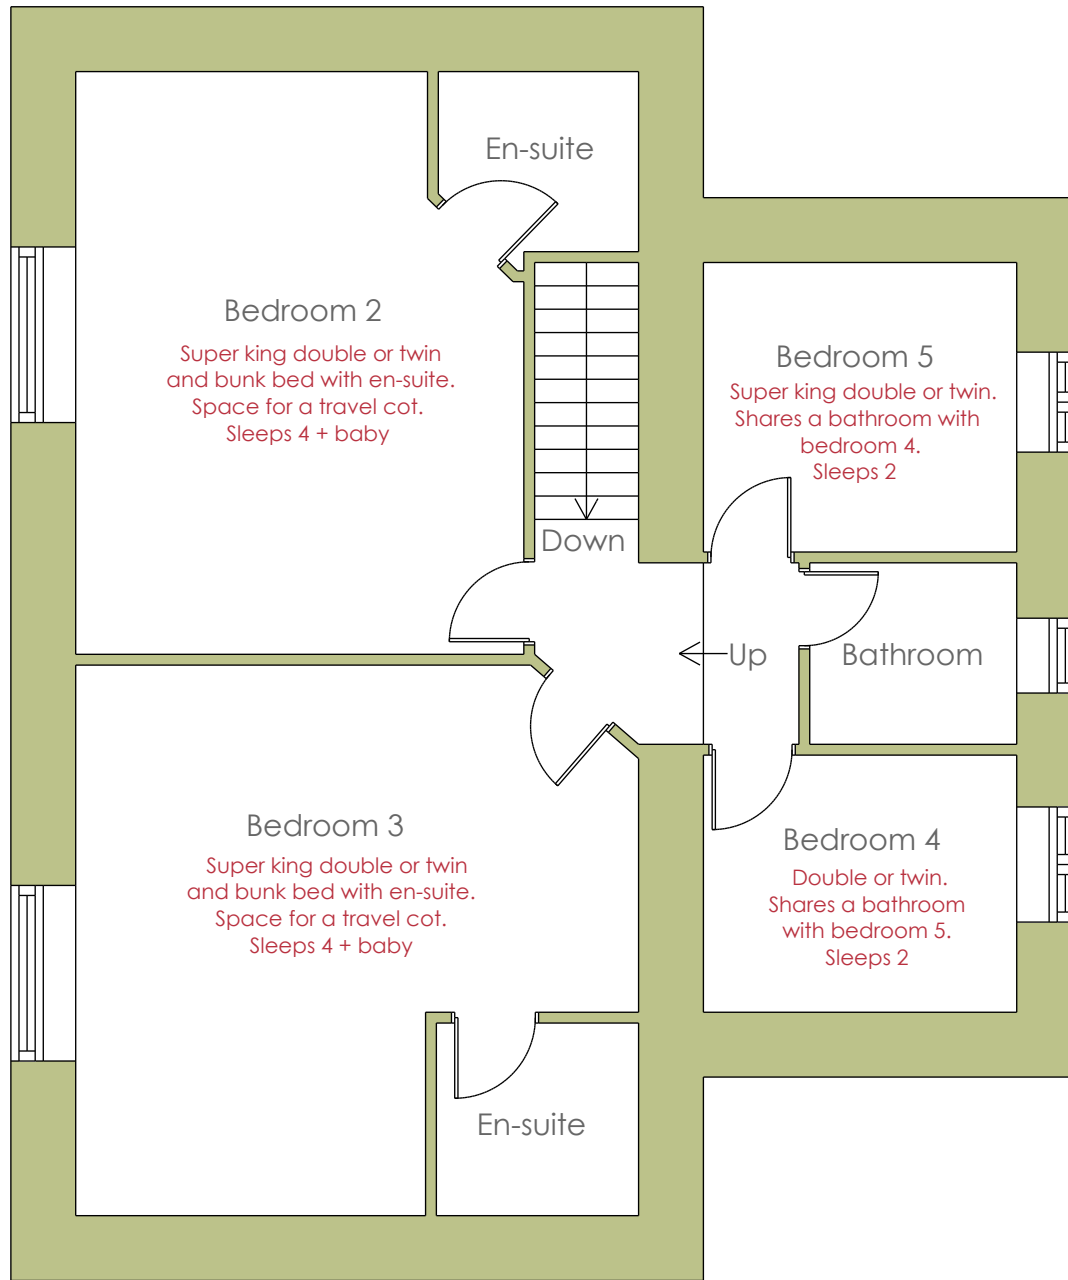 En-suite
Bedroom 2
Super king double or twin
and bunk bed with en-suite.
Space for a travel cot.
Sleeps 4 + baby
Bedroom 5
Super king double or twin.
Shares a bathroom with
bedroom 4.
Sleeps 2
Down
Up
Bathroom
Bedroom 3
Super king double or twin
and bunk bed with en-suite.
Space for a travel cot.
Sleeps 4 + baby
Bedroom 4
Double or twin.
Shares a bathroom
with bedroom 5.
Sleeps 2
En-suite